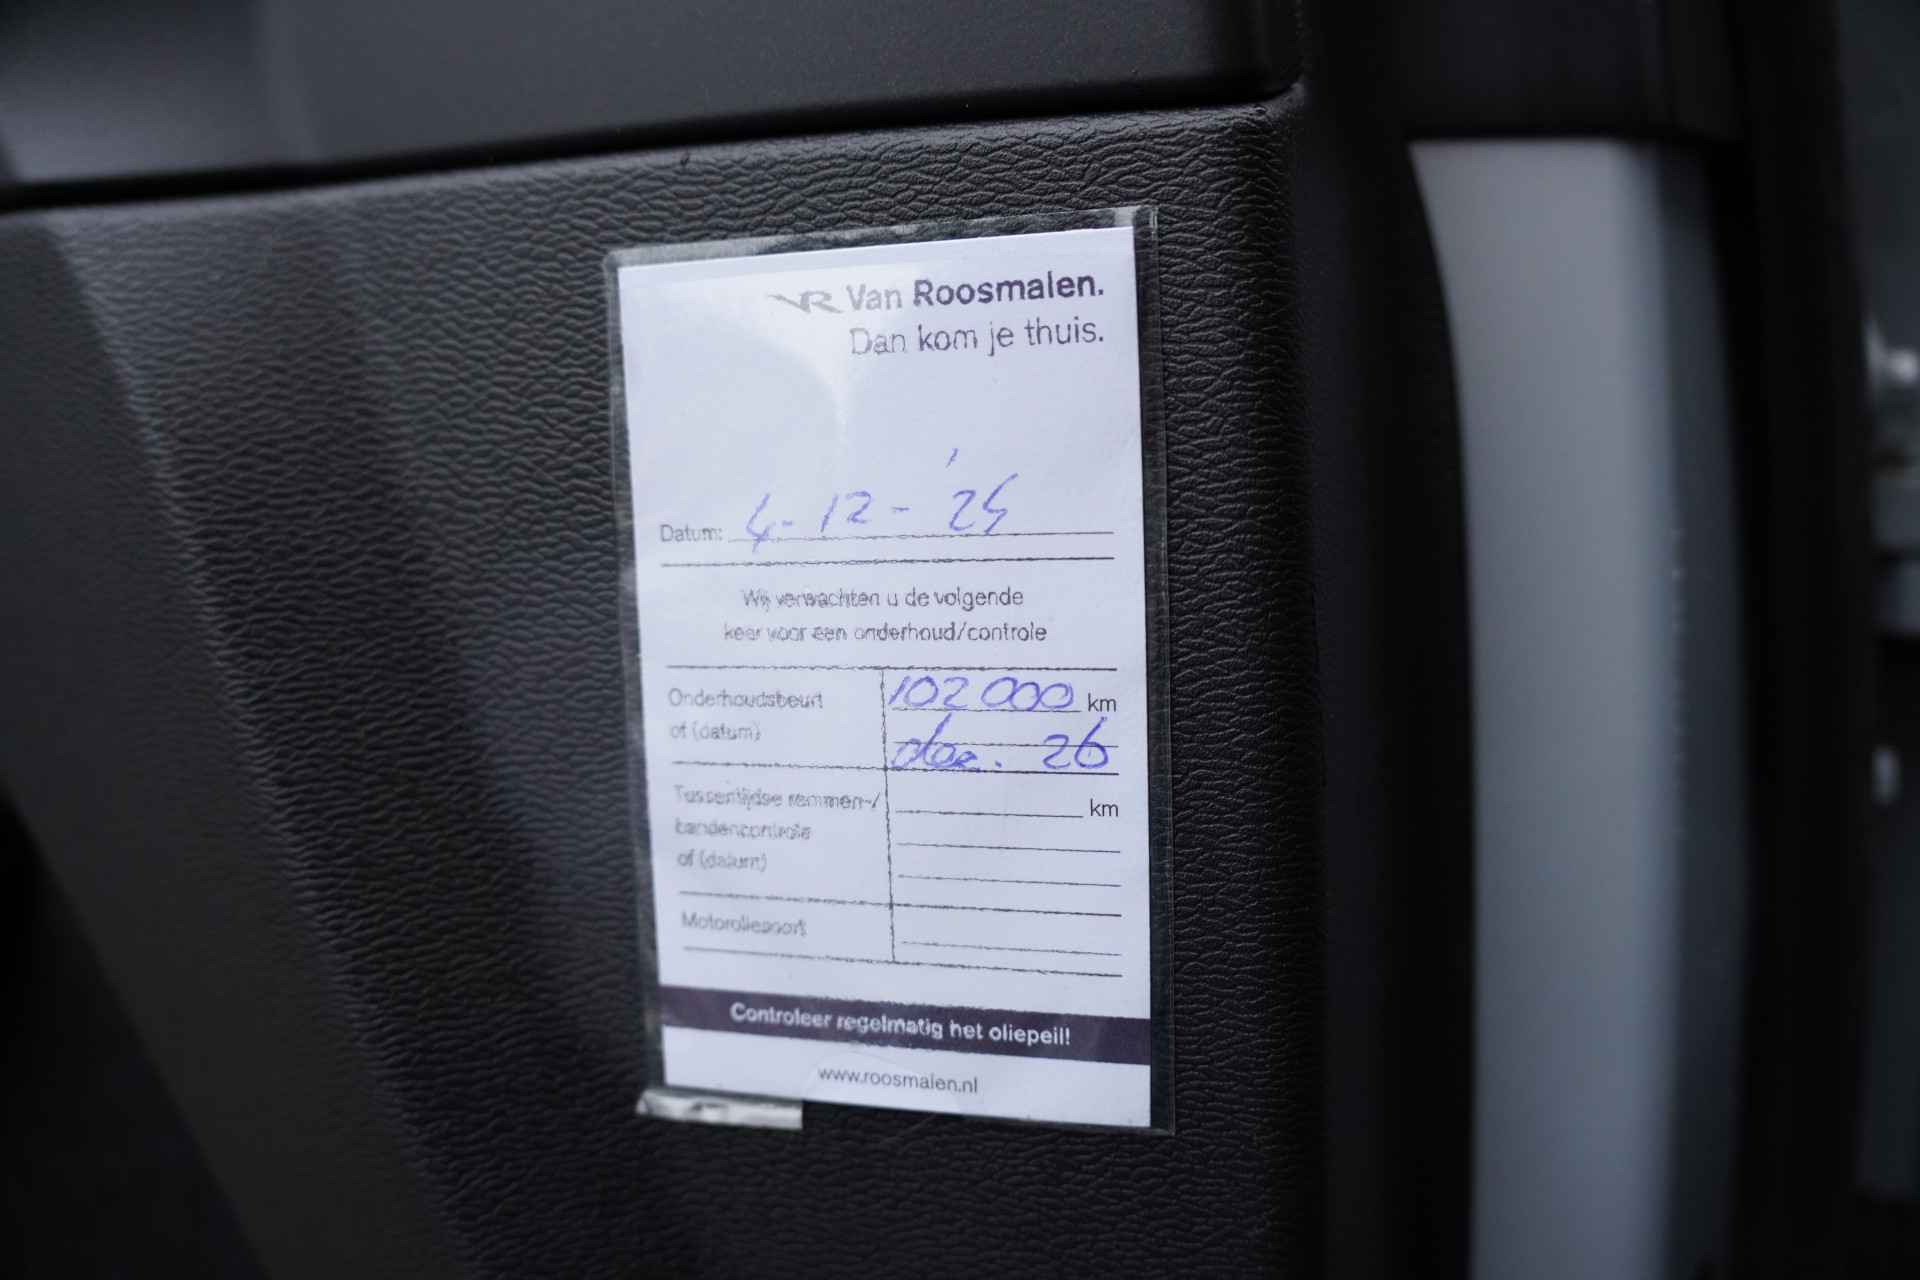 VR Van Roosmalen.
Dan kom je thuis.
Datum: 4-12-'25
Wij verwachten u de volgende
keer voor een onderhoud/controle
Onderhoudsbeurt 102 000 km
of (datum) dec. 26
Tussentijdse remmen-/ km
bandencontrole
of (datum)
Motoroliesoort
Controleer regelmatig het oliepeil!
www.roosmalen.nl